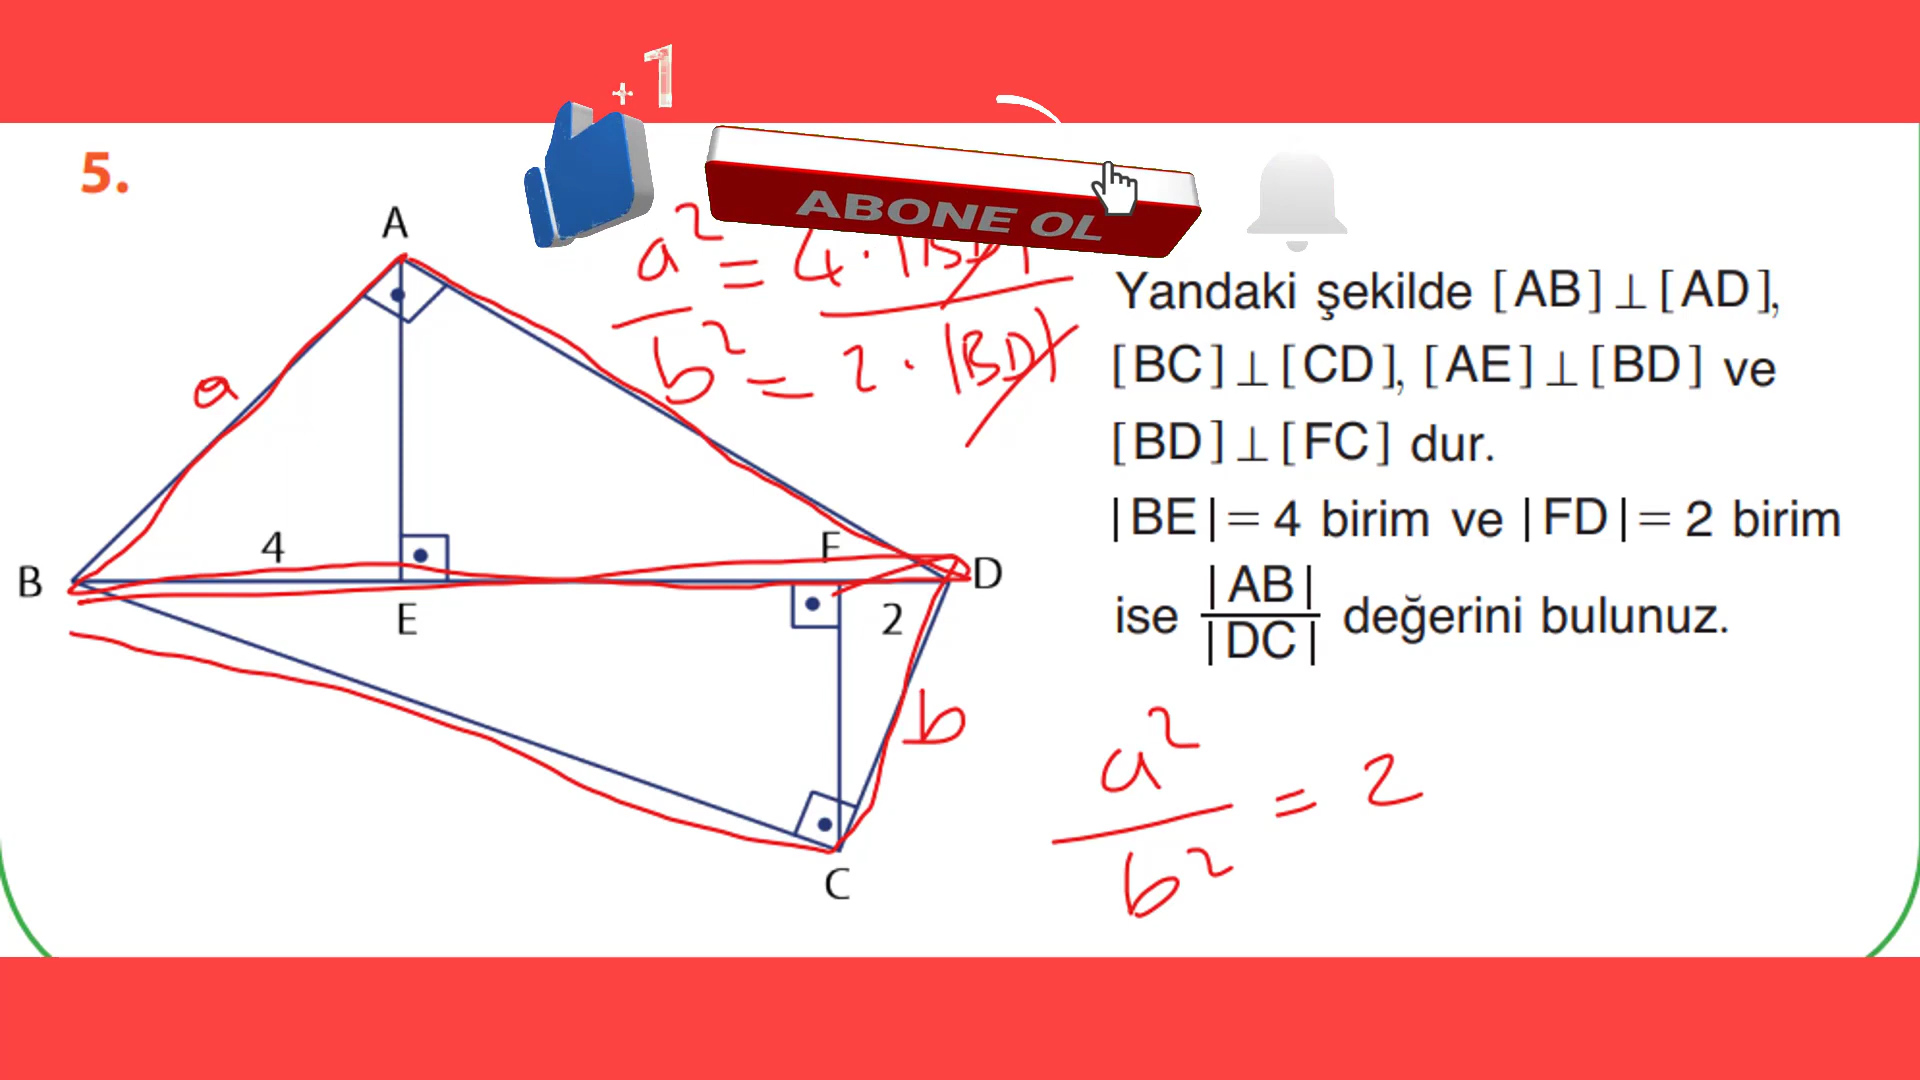 +1
5.
ABONE OL
A
a² = 4 . |BD|
b² = 2 . |BD|
a
Yandaki şekilde [AB]⊥[AD],
[BC]⊥[CD], [AE]⊥[BD] ve
[BD]⊥[FC] dur.
|BE|= 4 birim ve |FD|= 2 birim
ise |AB|/|DC| değerini bulunuz.
4
F
B
D
E
2
b
C
a²/b² = 2